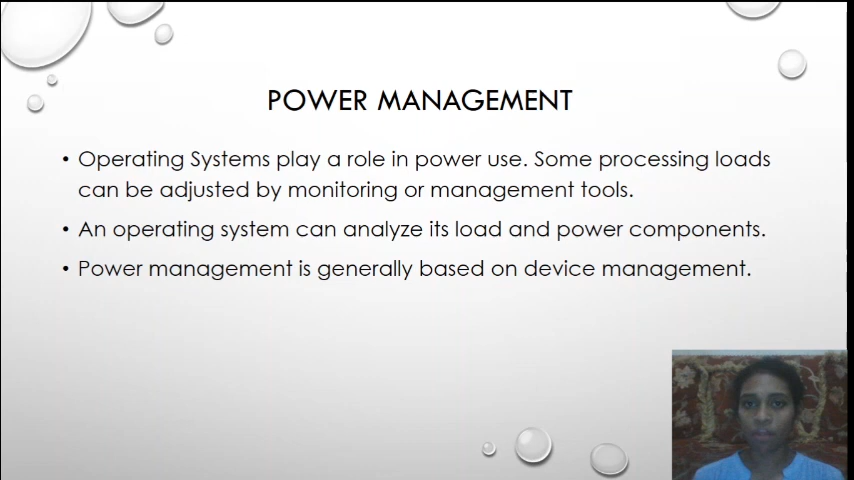 POWER MANAGEMENT
• Operating Systems play a role in power use. Some processing loads
can be adjusted by monitoring or management tools.
• An operating system can analyze its load and power components.
• Power management is generally based on device management.